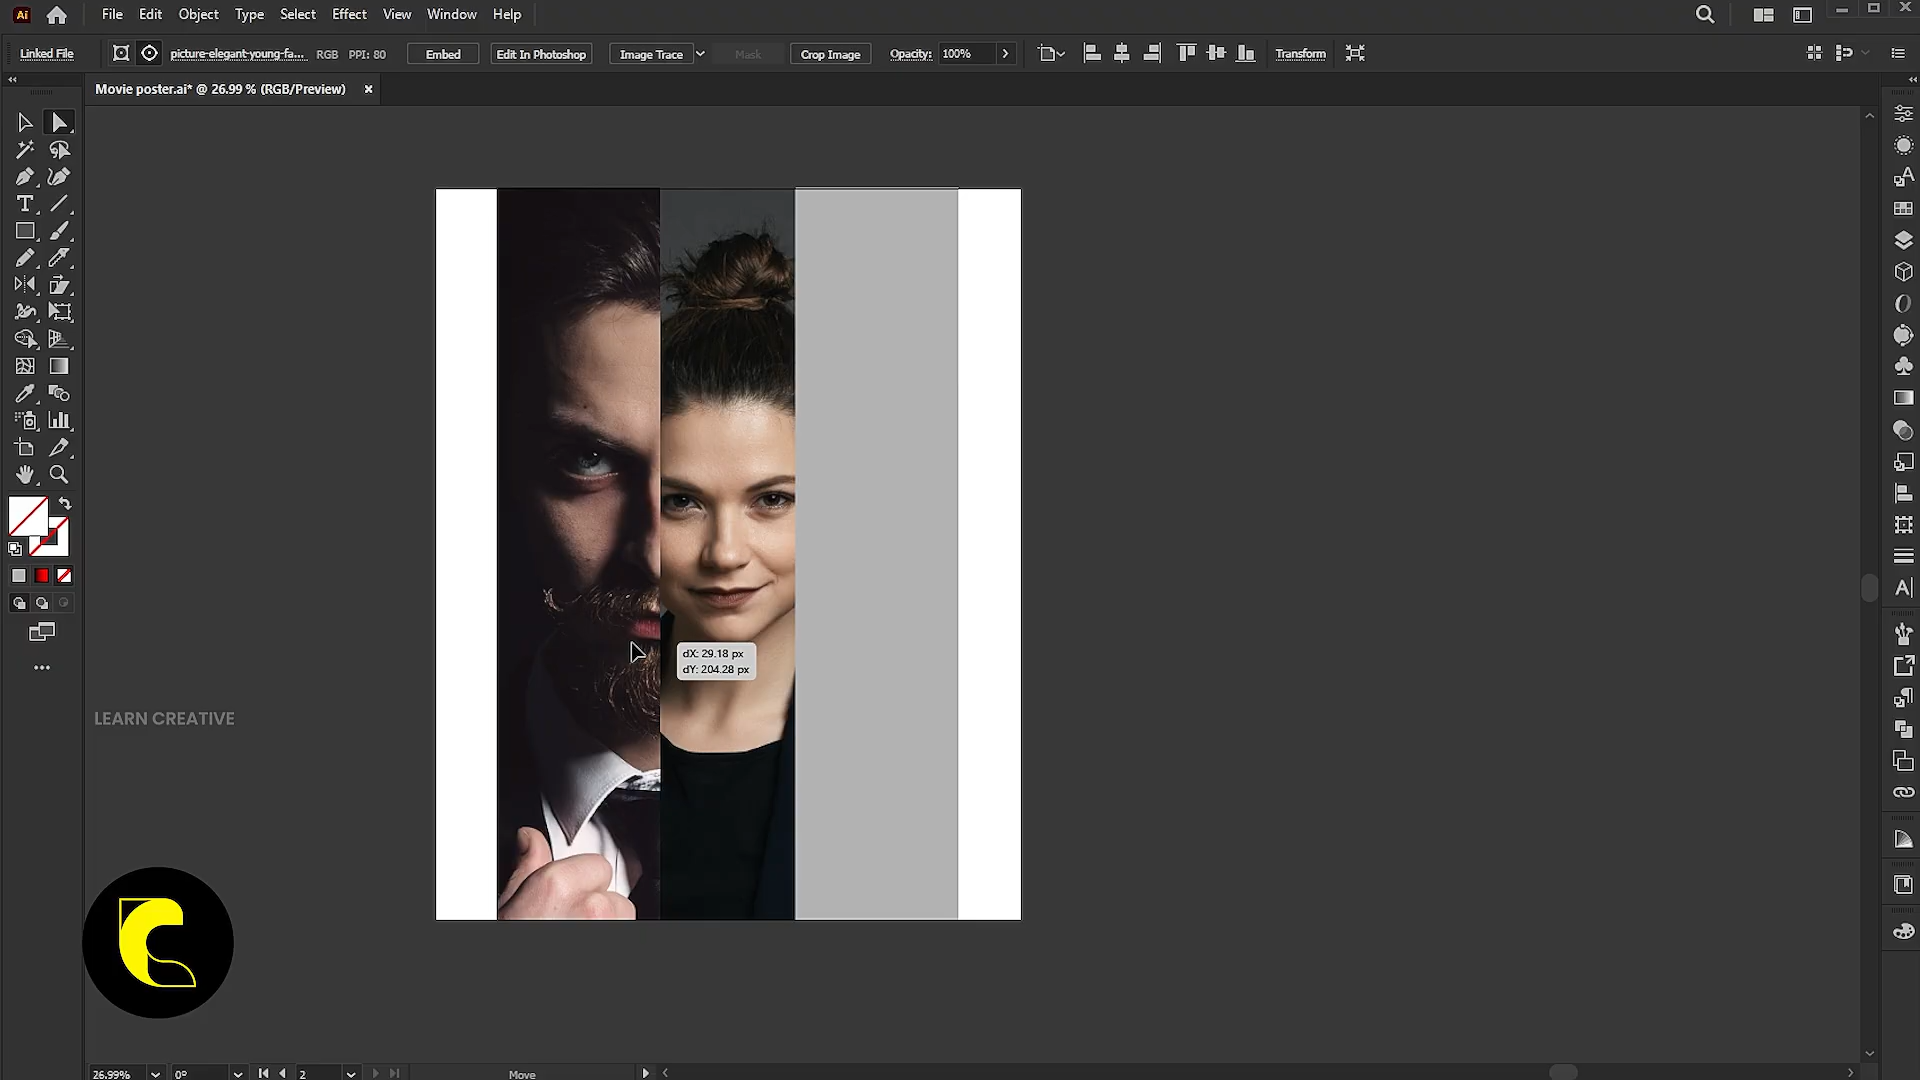 Ai File Edit Object Type Select Effect View Window Help
Linked File picture-elegant-young-fa... RGB PPI: 80 Embed Edit In Photoshop Image Trace Mask Crop Image Opacity: 100% Transform
Movie poster.ai* @ 26.99 % (RGB/Preview) ×
dX: 29.18 px
dY: 204.28 px
LEARN CREATIVE
26.99% 0° 2 Move